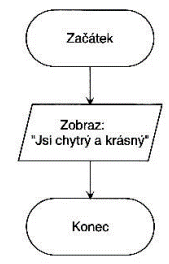 Začátek
Zobraz:
"Jsi chytrý a krásný"
Konec